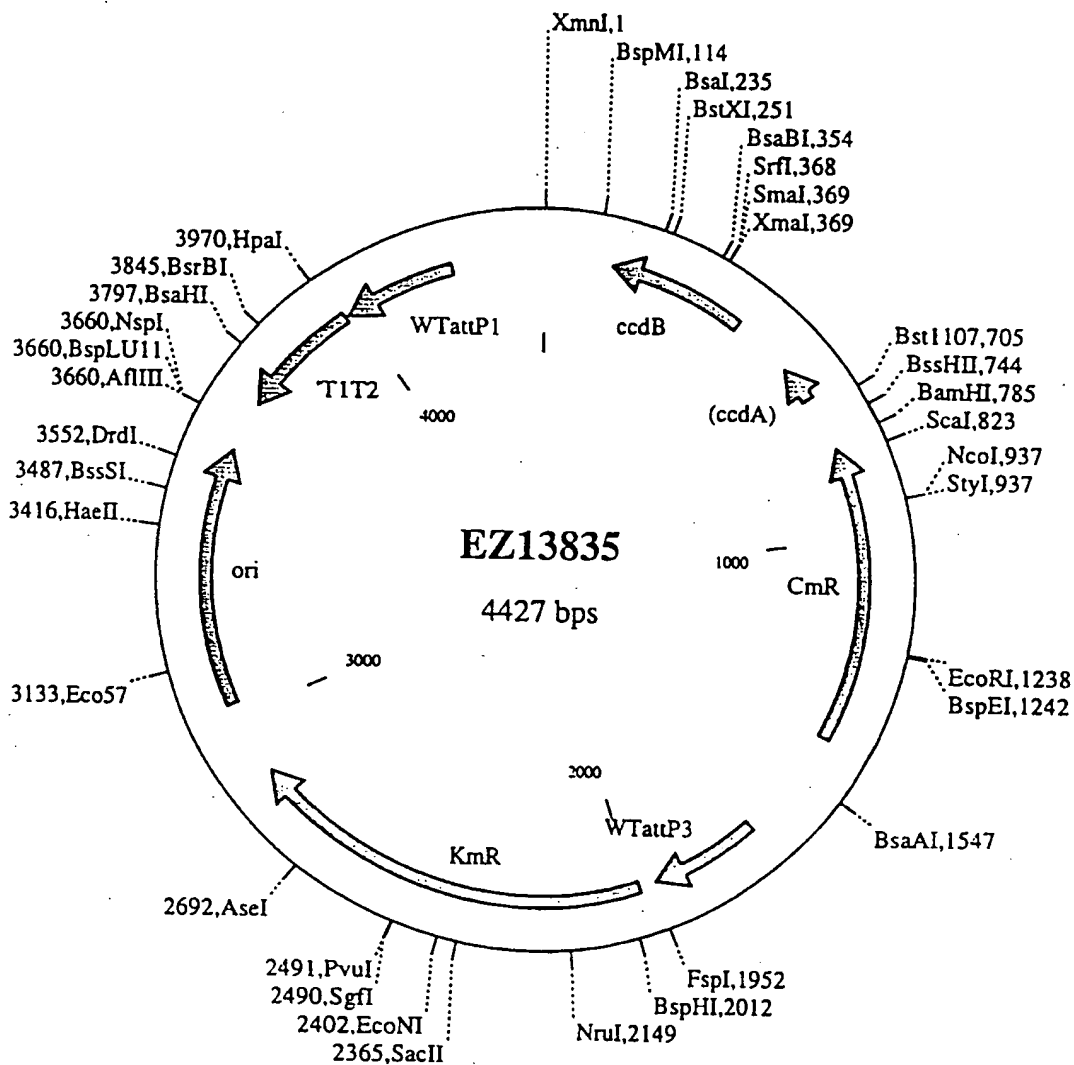 XmnI,1
BspMI,114
BsaI,235
BstXI,251
BsaBI,354
SrfI,368
SmaI,369
XmaI,369
3970,HpaI
3845,BsrBI
3797,BsaHI
3660,NspI
3660,BspLU11
3660,AflIII
3552,DrdI
3487,BssSI
3416,HaeII
3133,Eco57
WTattP1
T1T2
4000
ccdB
(ccdA)
1
Bst1107,705
BssHII,744
BamHI,785
ScaI,823
NcoI,937
StyI,937
EZ13835
4427 bps
ori
1000
CmR
3000
EcoRI,1238
BspEI,1242
2000
WTattP3
KmR
BsaAI,1547
2692,AseI
2491,PvuI
2490,SgfI
2402,EcoNI
2365,SacII
NruI,2149
BspHI,2012
FspI,1952